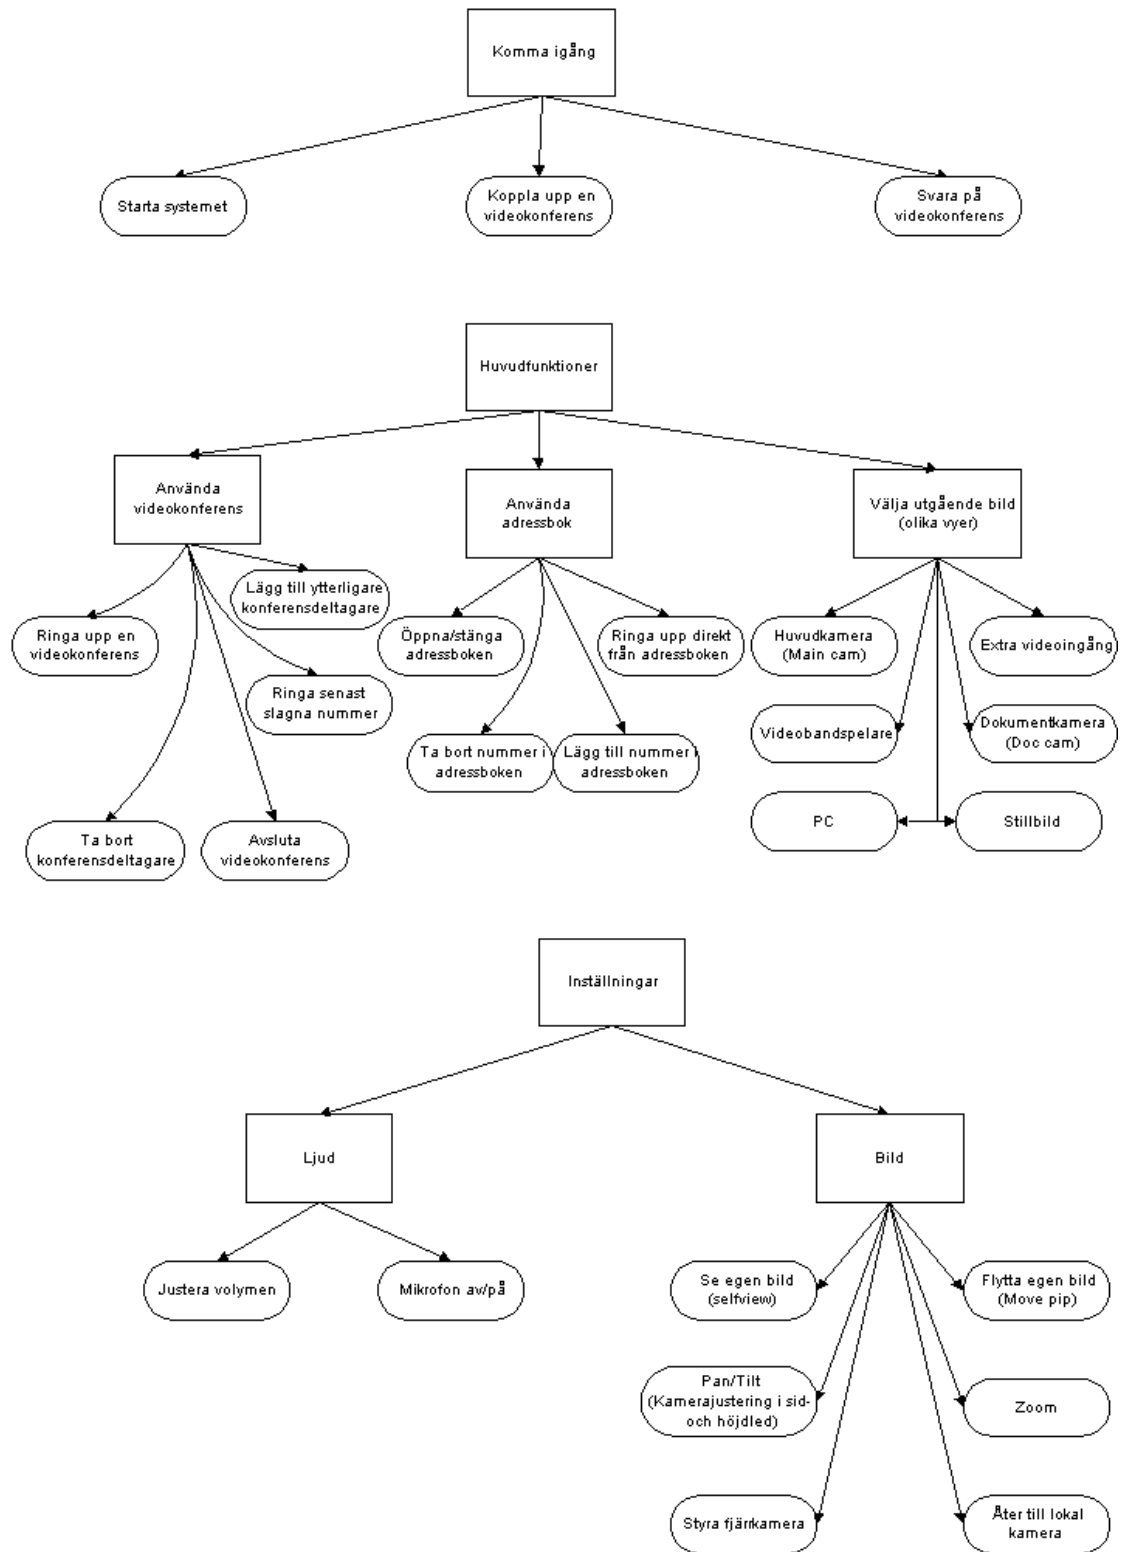 Komma igång
Starta systemet
Koppla upp en
videokonferens
Svara på
videokonferens
Huvudfunktioner
Använda
videokonferens
Använda
adressbok
Välja utgående bild
(olika vyer)
Lägg till ytterligare
konferensdeltagare
Ringa upp en
videokonferens
Ringa senast
slagna nummer
Ta bort
konferensdeltagare
Avsluta
videokonferens
Öppna/stänga
adressboken
Ringa upp direkt
från adressboken
Ta bort nummer i
adressboken
Lägg till nummer i
adressboken
Huvudkamera
(Main cam)
Extra videoingång
Videobandspelare
Dokumentkamera
(Doc cam)
PC
Stillbild
Inställningar
Ljud
Bild
Justera volymen
Mikrofon av/på
Se egen bild
(selfview)
Flytta egen bild
(Move pip)
Pan/Tilt
(Kamerajustering i sid-
och höjdled)
Zoom
Styra fjärrkamera
Åter till lokal
kamera